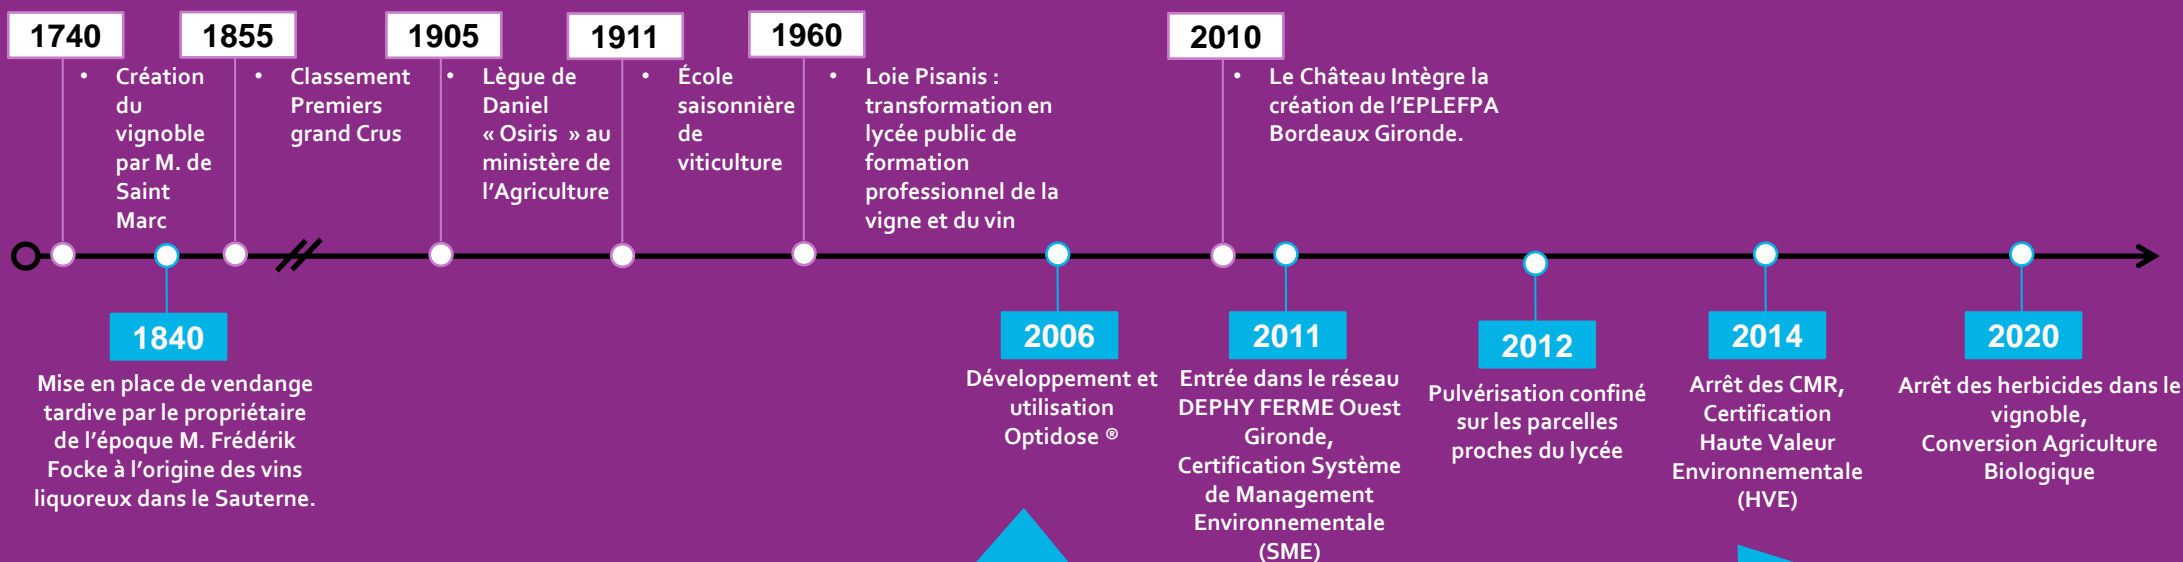 1740
• Création
du
vignoble
par M. de
Saint
Marc
1855
• Classement
Premiers
grand Crus
1905
• Lègue de
Daniel
« Osiris » au
ministère de
l'Agriculture
1911
• École
saisonnière
de
viticulture
1960
• Loie Pisanis :
transformation en
lycée public de
formation
professionnel de la
vigne et du vin
2010
• Le Château Intègre la
création de l'EPLEFPA
Bordeaux Gironde.
1840
Mise en place de vendange
tardive par le propriétaire
de l'époque M. Frédérik
Focke à l'origine des vins
liquoreux dans le Sauterne.
2006
Développement et
utilisation
Optidose ®
2011
Entrée dans le réseau
DEPHY FERME Ouest
Gironde,
Certification Système
de Management
Environnementale
(SME)
2012
Pulvérisation confiné
sur les parcelles
proches du lycée
2014
Arrêt des CMR,
Certification
Haute Valeur
Environnementale
(HVE)
2020
Arrêt des herbicides dans le
vignoble,
Conversion Agriculture
Biologique